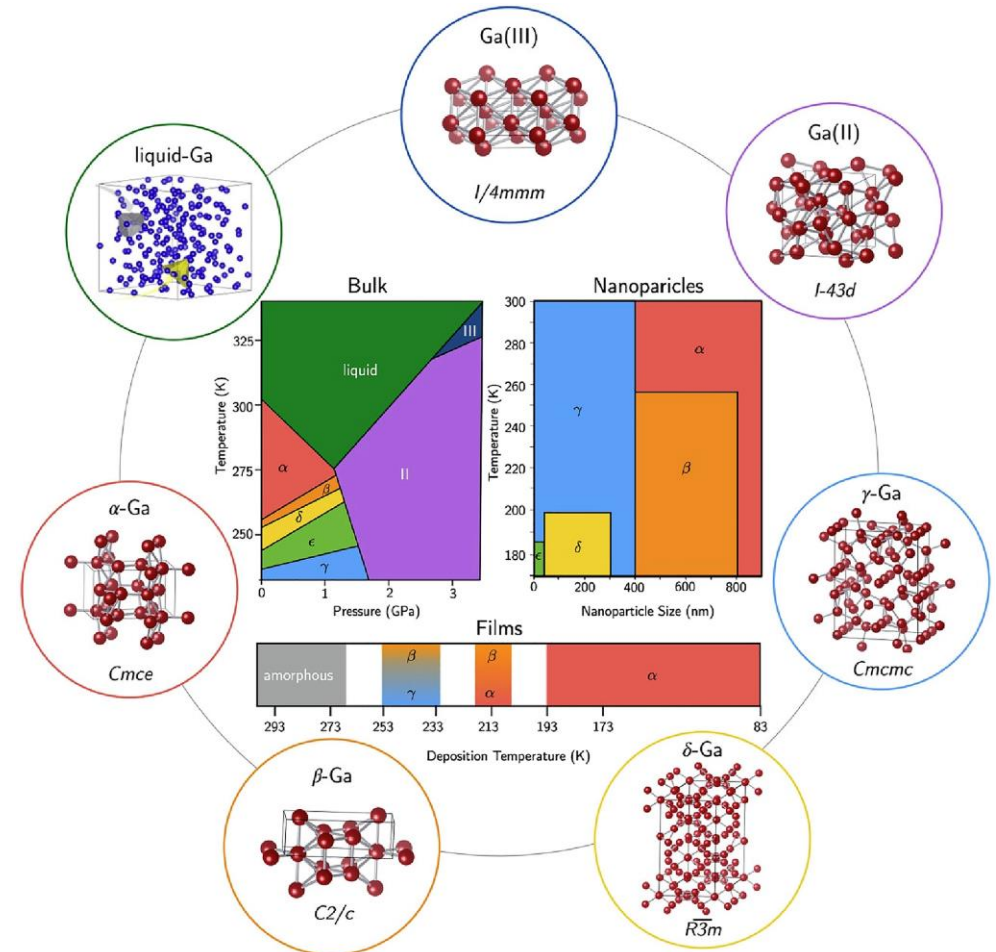 Ga(III)
I/4mmm
Ga(II)
I-43d
liquid-Ga
Bulk
Temperature (K)
325
300
275
250
liquid
III
II
α
β
δ
ϵ
γ
0
1
2
3
Pressure (GPa)
Nanoparicles
Temperature (K)
300
280
260
240
220
200
180
γ
α
β
δ
ϵ
0
200
400
600
800
Nanoparticle Size (nm)
α-Ga
Cmce
γ-Ga
Cmcmc
Films
amorphous
β
γ
β
α
α
293
273
253
233
213
193
173
83
Deposition Temperature (K)
β-Ga
C2/c
δ-Ga
R3̅m